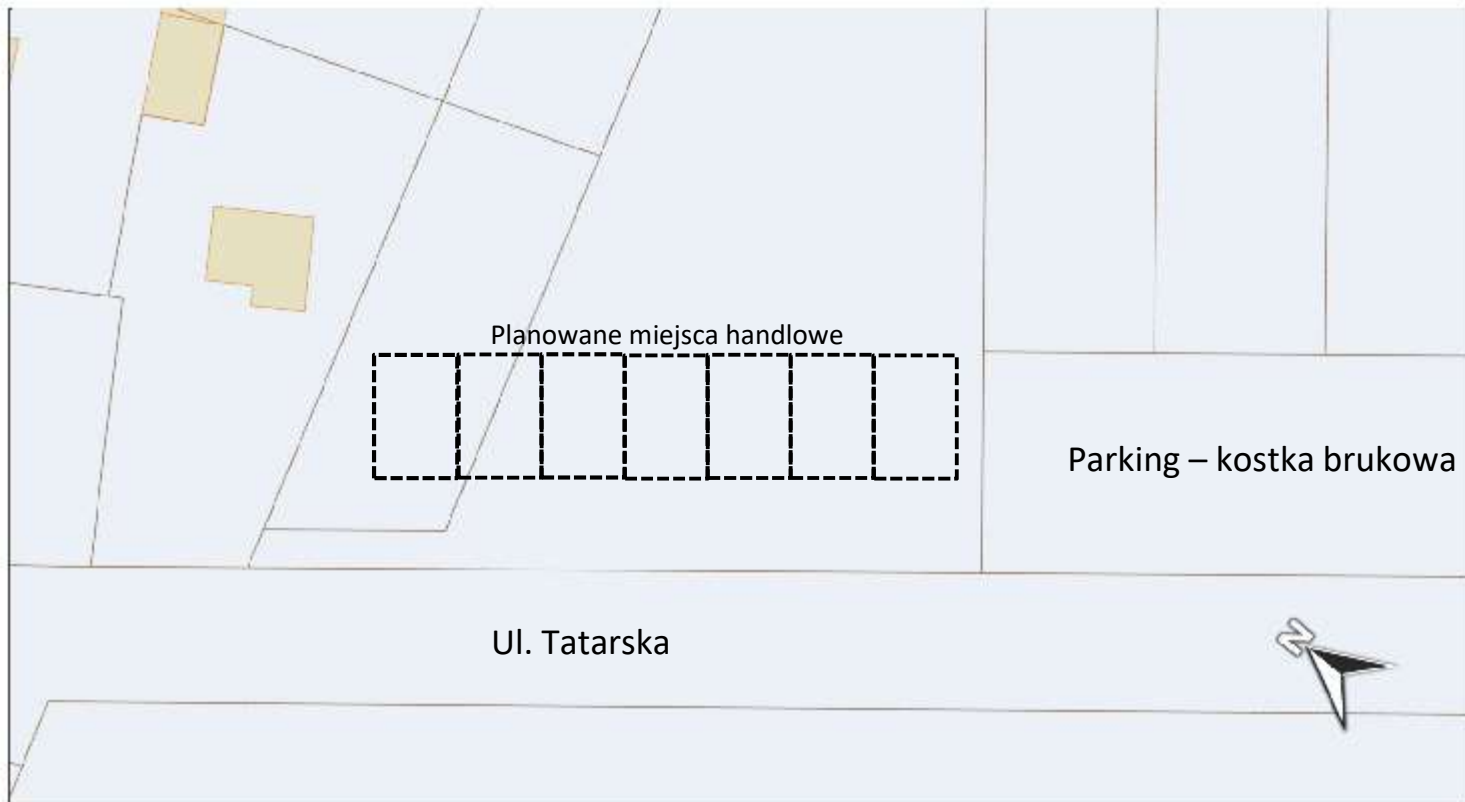 Planowane miejsca handlowe
Parking – kostka brukowa
Ul. Tatarska
N